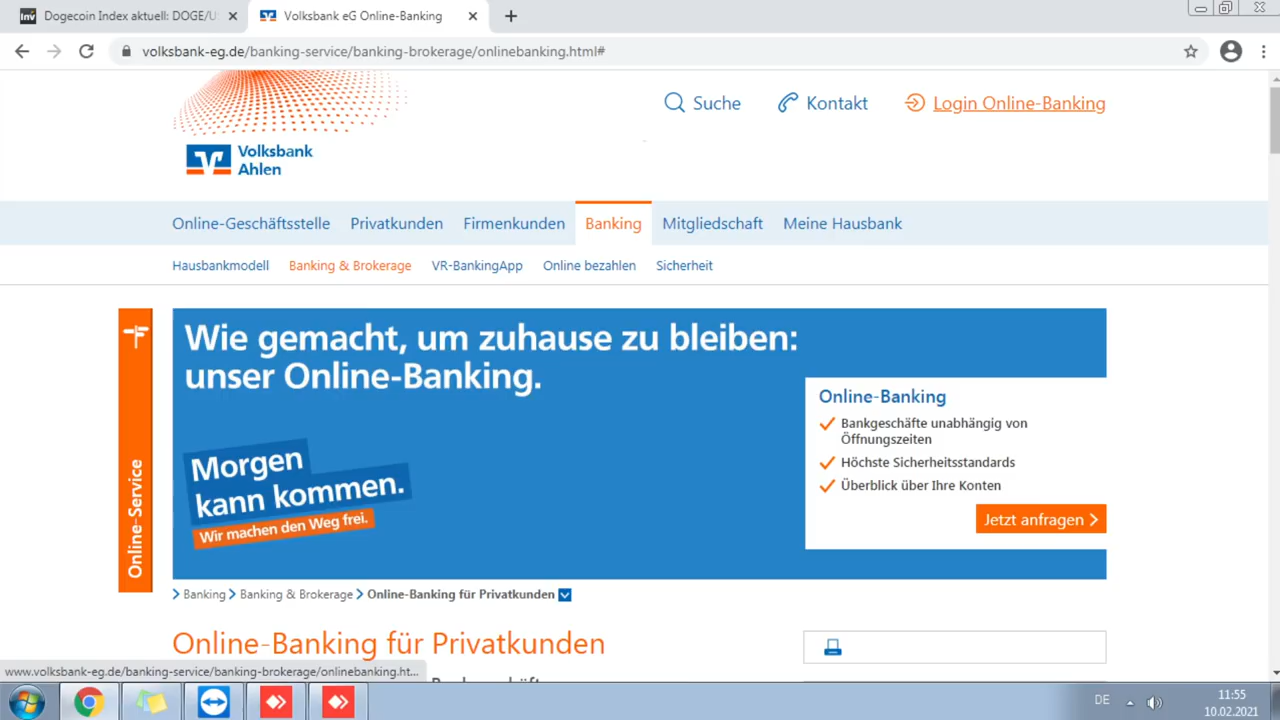 Dogecoin Index aktuell: DOGE/U
Volksbank eG Online-Banking
volksbank-eg.de/banking-service/banking-brokerage/onlinebanking.html#
Suche
Kontakt
Login Online-Banking
Volksbank
Ahlen
Online-Geschäftsstelle
Privatkunden
Firmenkunden
Banking
Mitgliedschaft
Meine Hausbank
Hausbankmodell
Banking & Brokerage
VR-BankingApp
Online bezahlen
Sicherheit
Online-Service
Wie gemacht, um zuhause zu bleiben:
unser Online-Banking.
Morgen
kann kommen.
Wir machen den Weg frei.
Online-Banking
Bankgeschäfte unabhängig von
Öffnungszeiten
Höchste Sicherheitsstandards
Überblick über Ihre Konten
Jetzt anfragen
Banking
Banking & Brokerage
Online-Banking für Privatkunden
Online-Banking für Privatkunden
www.volksbank-eg.de/banking-service/banking-brokerage/onlinebanking.ht...
DE
11:55
10.02.2021